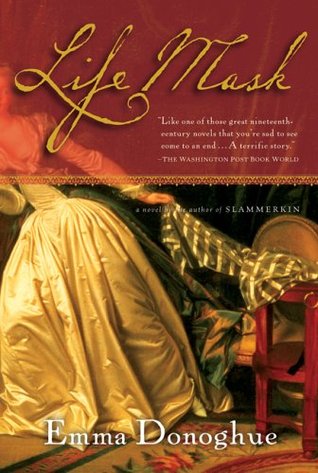 Life Mask
"Like one of those great nineteenth-
century novels that you're sad to see
come to an end . . . A terrific story."
–The Washington Post Book World
a novel by the author of SLAMMERKIN
Emma Donoghue